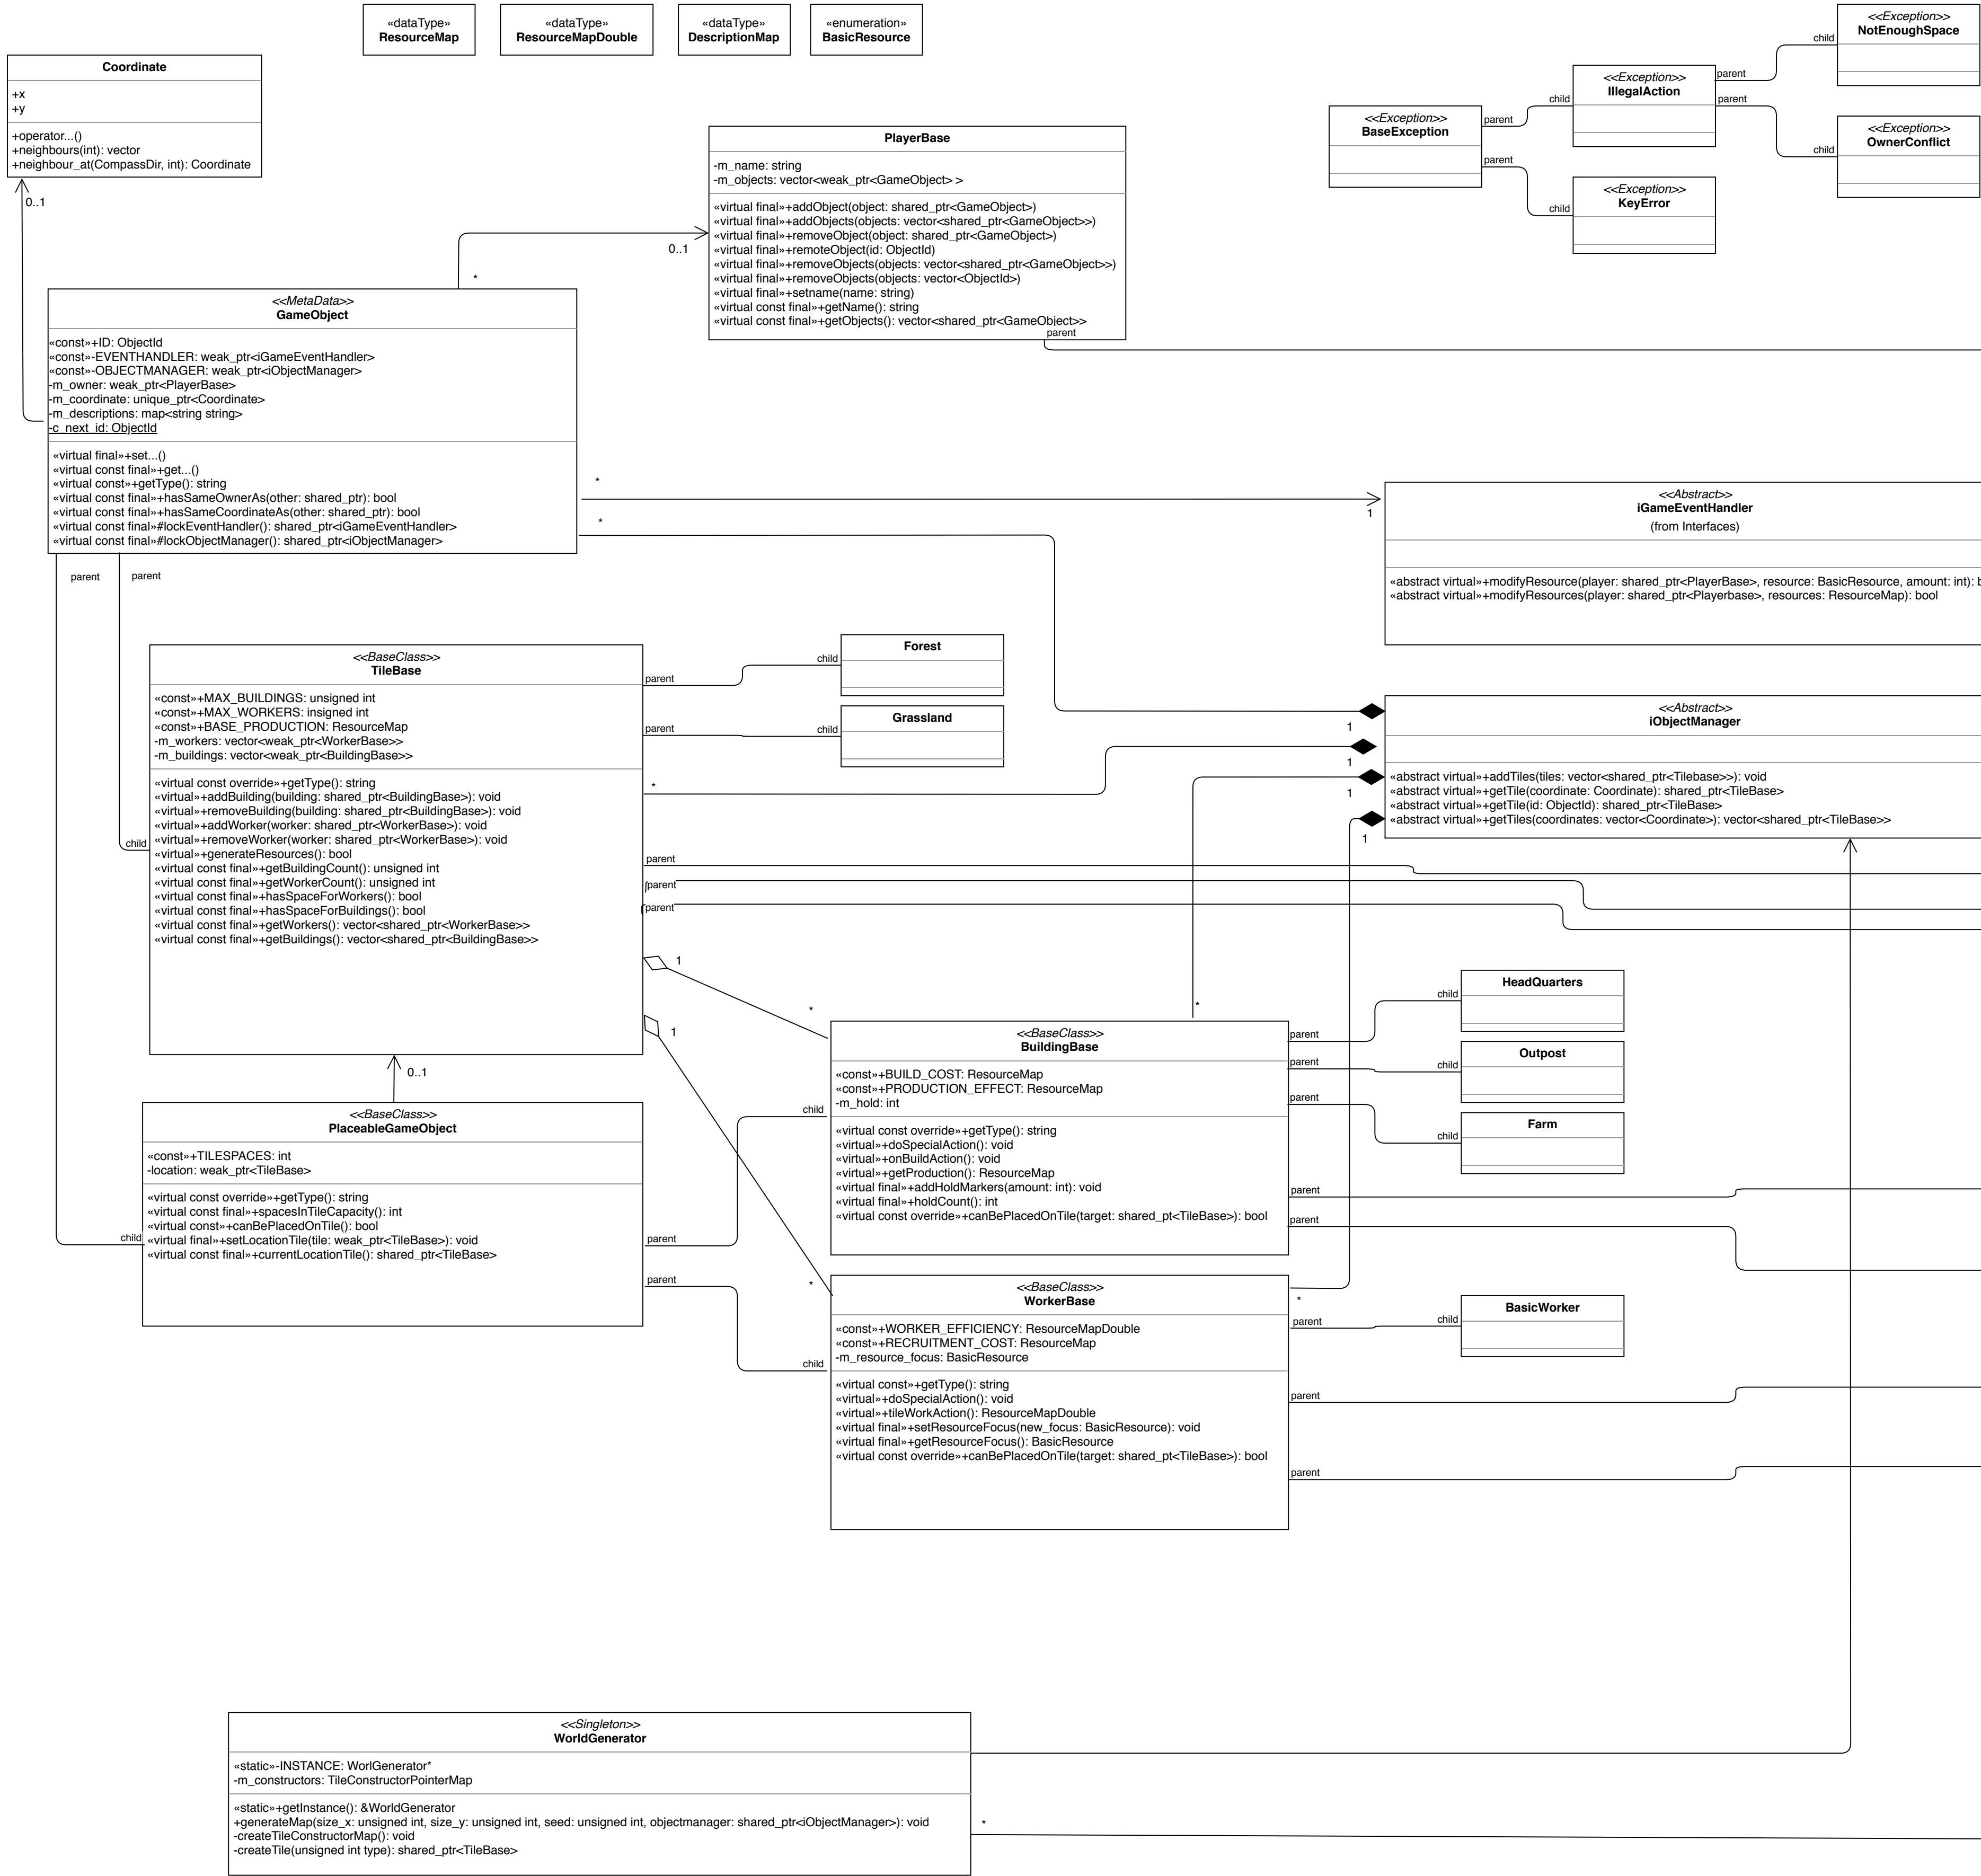 «dataType»
ResourceMap
«dataType»
ResourceMapDouble
«dataType»
DescriptionMap
«enumeration»
BasicResource
<<Exception>>
NotEnoughSpace
child
Coordinate
+x
+y
+operator...()
+neighbours(int): vector
+neighbour_at(CompassDir, int): Coordinate
0..1
<<Exception>>
IllegalAction
parent
parent
child
<<Exception>>
BaseException
parent
parent
<<Exception>>
OwnerConflict
child
<<Exception>>
KeyError
child
PlayerBase
-m_name: string
-m_objects: vector<weak_ptr<GameObject> >
«virtual final»+addObject(object: shared_ptr<GameObject>)
«virtual final»+addObjects(objects: vector<shared_ptr<GameObject>>)
«virtual final»+removeObject(object: shared_ptr<GameObject>)
«virtual final»+remoteObject(id: ObjectId)
«virtual final»+removeObjects(objects: vector<shared_ptr<GameObject>>)
«virtual final»+removeObjects(objects: vector<ObjectId>)
«virtual final»+setname(name: string)
«virtual const final»+getName(): string
«virtual const final»+getObjects(): vector<shared_ptr<GameObject>>
parent
0..1
*
<<MetaData>>
GameObject
«const»+ID: ObjectId
«const»-EVENTHANDLER: weak_ptr<iGameEventHandler>
«const»-OBJECTMANAGER: weak_ptr<iObjectManager>
-m_owner: weak_ptr<PlayerBase>
-m_coordinate: unique_ptr<Coordinate>
-m_descriptions: map<string string>
-c_next_id: ObjectId
«virtual final»+set...()
«virtual const final»+get...()
«virtual const»+getType(): string
«virtual const final»+hasSameOwnerAs(other: shared_ptr): bool
«virtual const final»+hasSameCoordinateAs(other: shared_ptr): bool
«virtual const final»#lockEventHandler(): shared_ptr<iGameEventHandler>
«virtual const final»#lockObjectManager(): shared_ptr<iObjectManager>
*
*
1
parent
parent
<<Abstract>>
iGameEventHandler
(from Interfaces)
«abstract virtual»+modifyResource(player: shared_ptr<PlayerBase>, resource: BasicResource, amount: int): b
«abstract virtual»+modifyResources(player: shared_ptr<Playerbase>, resources: ResourceMap): bool
<<BaseClass>>
TileBase
«const»+MAX_BUILDINGS: unsigned int
«const»+MAX_WORKERS: insigned int
«const»+BASE_PRODUCTION: ResourceMap
-m_workers: vector<weak_ptr<WorkerBase>>
-m_buildings: vector<weak_ptr<BuildingBase>>
«virtual const override»+getType(): string
«virtual»+addBuilding(building: shared_ptr<BuildingBase>): void
«virtual»+removeBuilding(building: shared_ptr<BuildingBase>): void
«virtual»+addWorker(worker: shared_ptr<WorkerBase>): void
«virtual»+removeWorker(worker: shared_ptr<WorkerBase>): void
«virtual»+generateResources(): bool
«virtual const final»+getBuildingCount(): unsigned int
«virtual const final»+getWorkerCount(): unsigned int
«virtual const final»+hasSpaceForWorkers(): bool
«virtual const final»+hasSpaceForBuildings(): bool
«virtual const final»+getWorkers(): vector<shared_ptr<WorkerBase>>
«virtual const final»+getBuildings(): vector<shared_ptr<BuildingBase>>
child
parent
child
Forest
parent
child
Grassland
*
parent
parent
parent
1
*
1
*
<<Abstract>>
iObjectManager
«abstract virtual»+addTiles(tiles: vector<shared_ptr<Tilebase>>): void
«abstract virtual»+getTile(coordinate: Coordinate): shared_ptr<TileBase>
«abstract virtual»+getTile(id: ObjectId): shared_ptr<TileBase>
«abstract virtual»+getTiles(coordinates: vector<Coordinate>): vector<shared_ptr<TileBase>>
1
1
1
1
0..1
<<BaseClass>>
PlaceableGameObject
«const»+TILESPACES: int
-location: weak_ptr<TileBase>
«virtual const override»+getType(): string
«virtual const final»+spacesInTileCapacity(): int
«virtual const»+canBePlacedOnTile(): bool
«virtual final»+setLocationTile(tile: weak_ptr<TileBase>): void
«virtual const final»+currentLocationTile(): shared_ptr<TileBase>
child
parent
parent
child
child
*
<<BaseClass>>
BuildingBase
«const»+BUILD_COST: ResourceMap
«const»+PRODUCTION_EFFECT: ResourceMap
-m_hold: int
«virtual const override»+getType(): string
«virtual»+doSpecialAction(): void
«virtual»+onBuildAction(): void
«virtual»+getProduction(): ResourceMap
«virtual final»+addHoldMarkers(amount: int): void
«virtual final»+holdCount(): int
«virtual const override»+canBePlacedOnTile(target: shared_pt<TileBase>): bool
parent
parent
parent
parent
parent
child
HeadQuarters
child
Outpost
child
Farm
<<BaseClass>>
WorkerBase
«const»+WORKER_EFFICIENCY: ResourceMapDouble
«const»+RECRUITMENT_COST: ResourceMap
-m_resource_focus: BasicResource
«virtual const»+getType(): string
«virtual»+doSpecialAction(): void
«virtual»+tileWorkAction(): ResourceMapDouble
«virtual final»+setResourceFocus(new_focus: BasicResource): void
«virtual final»+getResourceFocus(): BasicResource
«virtual const override»+canBePlacedOnTile(target: shared_pt<TileBase>): bool
*
parent
child
BasicWorker
parent
parent
<<Singleton>>
WorldGenerator
«static»-INSTANCE: WorlGenerator*
-m_constructors: TileConstructorPointerMap
«static»+getInstance(): &WorldGenerator
+generateMap(size_x: unsigned int, size_y: unsigned int, seed: unsigned int, objectmanager: shared_ptr<iObjectManager>): void
-createTileConstructorMap(): void
-createTile(unsigned int type): shared_ptr<TileBase>
*